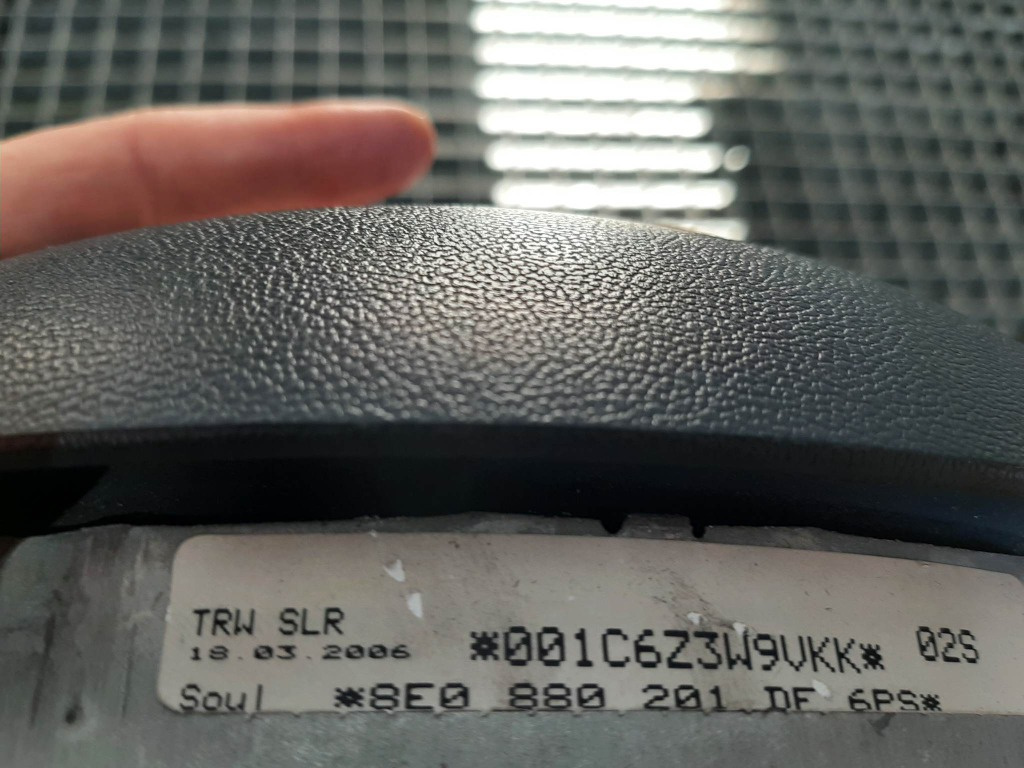 TRW SLR
18.03.2006
*001C6Z3W9VKK* 02S
Soul *8E0 880 201 DF 6PS*